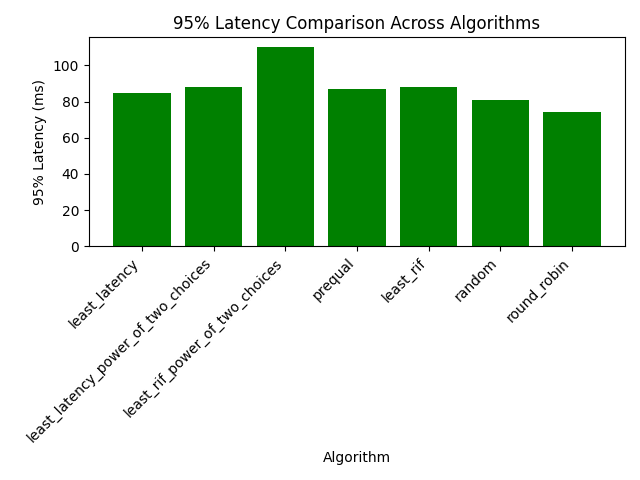 95% Latency Comparison Across Algorithms
95% Latency (ms)
100
80
60
40
20
0
least_latency
least_latency_power_of_two_choices
least_rif_power_of_two_choices
prequal
least_rif
random
round_robin
Algorithm